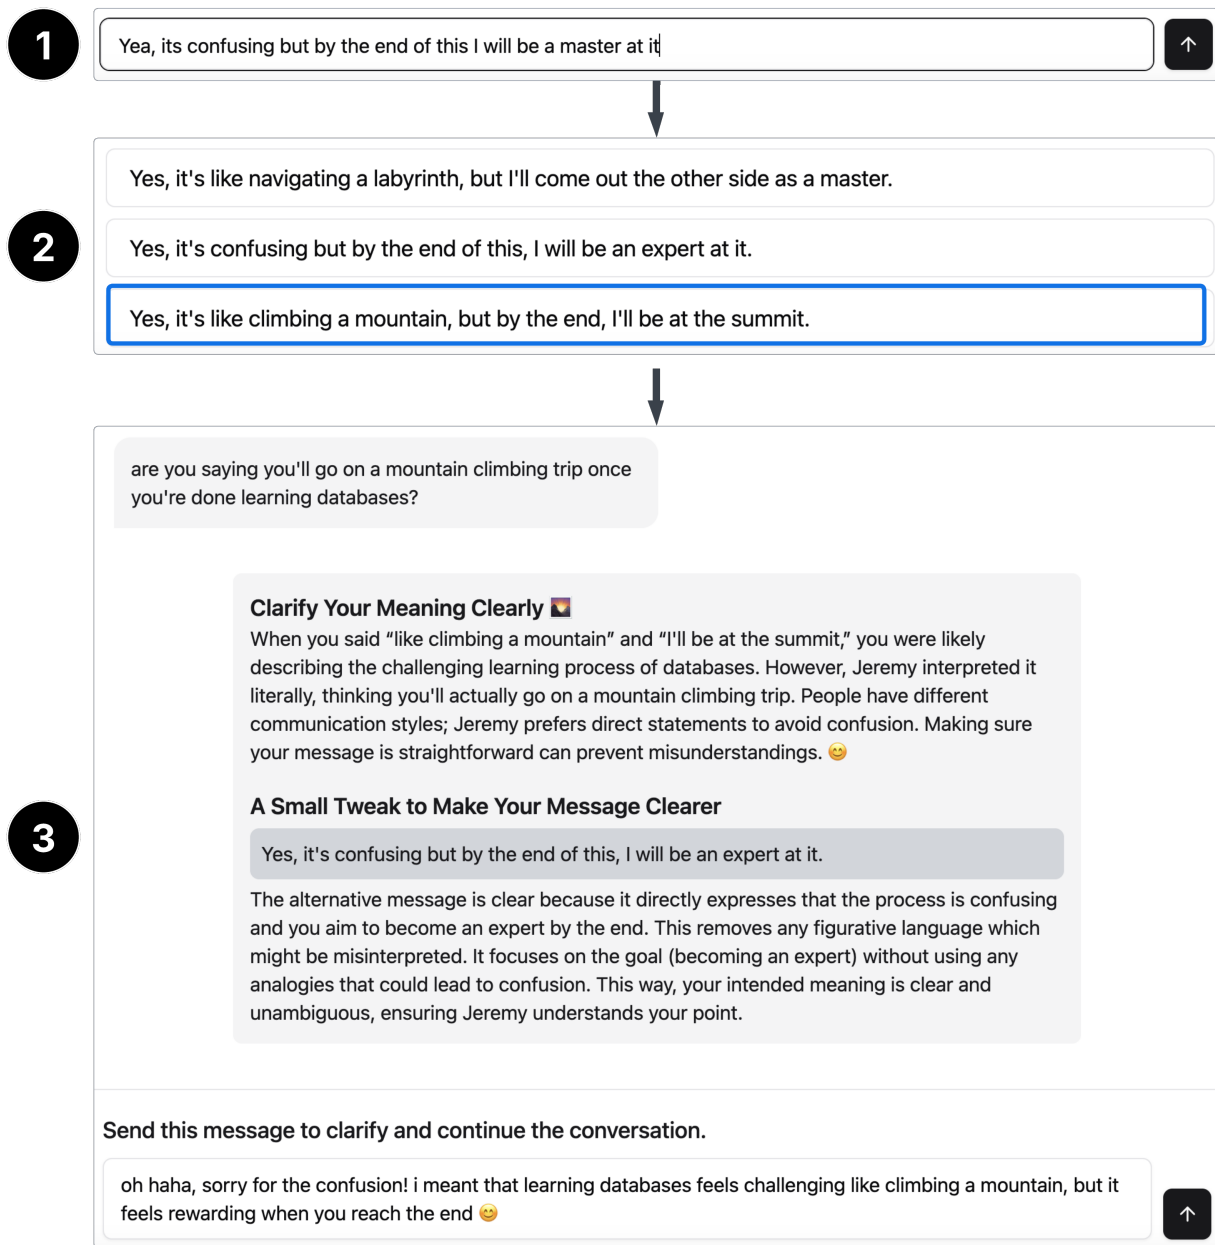 1
Yea, its confusing but by the end of this I will be a master at it
2
Yes, it's like navigating a labyrinth, but I'll come out the other side as a master.
Yes, it's confusing but by the end of this, I will be an expert at it.
Yes, it's like climbing a mountain, but by the end, I'll be at the summit.
3
are you saying you'll go on a mountain climbing trip once
you're done learning databases?
Clarify Your Meaning Clearly 🌄
When you said “like climbing a mountain” and “I'll be at the summit,” you were likely
describing the challenging learning process of databases. However, Jeremy interpreted it
literally, thinking you'll actually go on a mountain climbing trip. People have different
communication styles; Jeremy prefers direct statements to avoid confusion. Making sure
your message is straightforward can prevent misunderstandings. 😊
A Small Tweak to Make Your Message Clearer
Yes, it's confusing but by the end of this, I will be an expert at it.
The alternative message is clear because it directly expresses that the process is confusing
and you aim to become an expert by the end. This removes any figurative language which
might be misinterpreted. It focuses on the goal (becoming an expert) without using any
analogies that could lead to confusion. This way, your intended meaning is clear and
unambiguous, ensuring Jeremy understands your point.
Send this message to clarify and continue the conversation.
oh haha, sorry for the confusion! i meant that learning databases feels challenging like climbing a mountain, but it
feels rewarding when you reach the end 😊